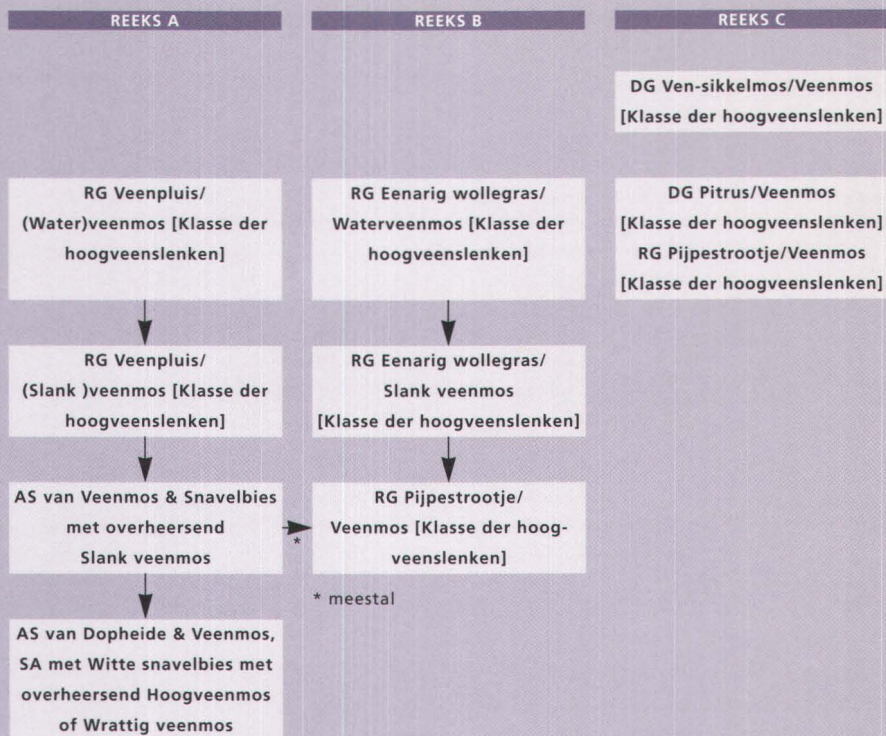 REEKS A
RG Veenpluis/
(Water)veenmos [Klasse der
hoogveenslenken]
RG Veenpluis/
(Slank )veenmos [Klasse der
hoogveenslenken]
AS van Veenmos & Snavelbies
met overheersend
Slank veenmos
*
AS van Dopheide & Veenmos,
SA met Witte snavelbies met
overheersend Hoogveenmos
of Wrattig veenmos
REEKS B
RG Eenarig wollegras/
Waterveenmos [Klasse der
hoogveenslenken]
RG Eenarig wollegras/
Slank veenmos
[Klasse der hoogveenslenken]
RG Pijpestrootje/
Veenmos [Klasse der hoog-
veenslenken]
* meestal
REEKS C
DG Ven-sikkelmos/Veenmos
[Klasse der hoogveenslenken]
DG Pitrus/Veenmos
[Klasse der hoogveenslenken]
RG Pijpestrootje/Veenmos
[Klasse der hoogveenslenken]